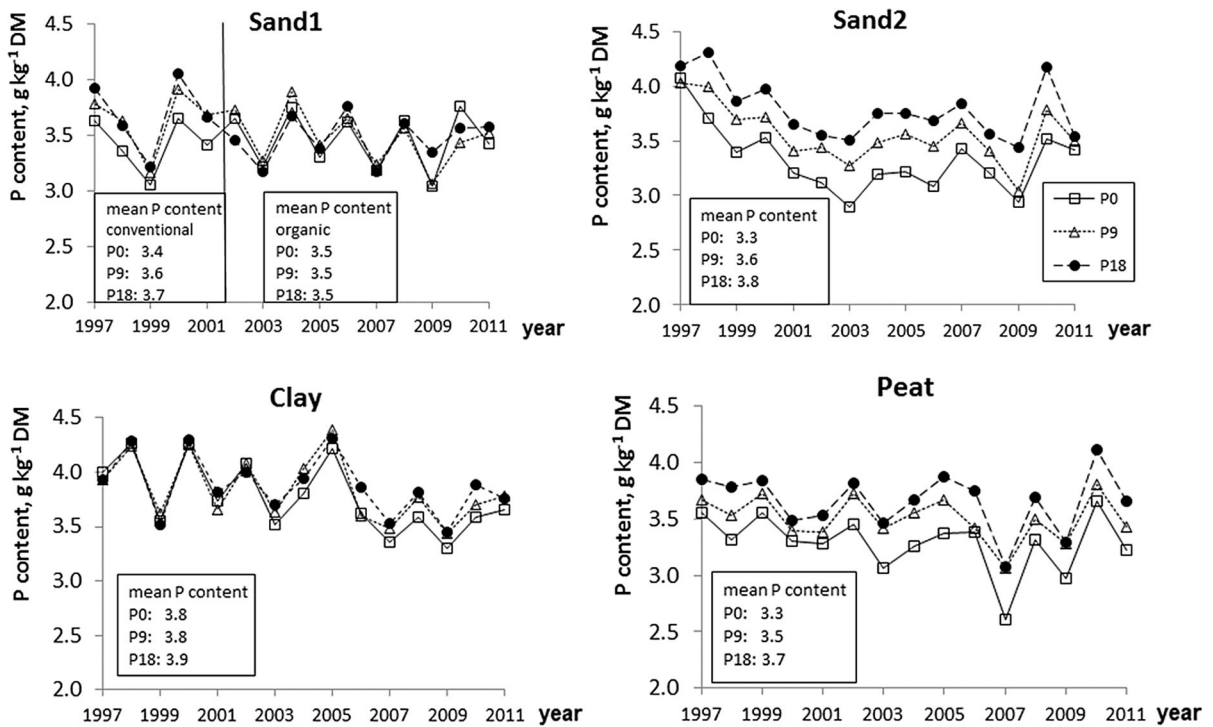 Sand1
P content, g kg⁻¹ DM
4.5
4.0
3.5
3.0
2.5
2.0
mean P content
conventional
P0: 3.4
P9: 3.6
P18: 3.7
mean P content
organic
P0: 3.5
P9: 3.5
P18: 3.5
1997 1999 2001 2003 2005 2007 2009 2011 year
Sand2
P content, g kg⁻¹ DM
4.5
4.0
3.5
3.0
2.5
2.0
mean P content
P0: 3.3
P9: 3.6
P18: 3.8
P0
P9
P18
1997 1999 2001 2003 2005 2007 2009 2011 year
Clay
P content, g kg⁻¹ DM
4.5
4.0
3.5
3.0
2.5
2.0
mean P content
P0: 3.8
P9: 3.8
P18: 3.9
1997 1999 2001 2003 2005 2007 2009 2011 year
Peat
P content, g kg⁻¹ DM
4.5
4.0
3.5
3.0
2.5
2.0
mean P content
P0: 3.3
P9: 3.5
P18: 3.7
1997 1999 2001 2003 2005 2007 2009 2011 year